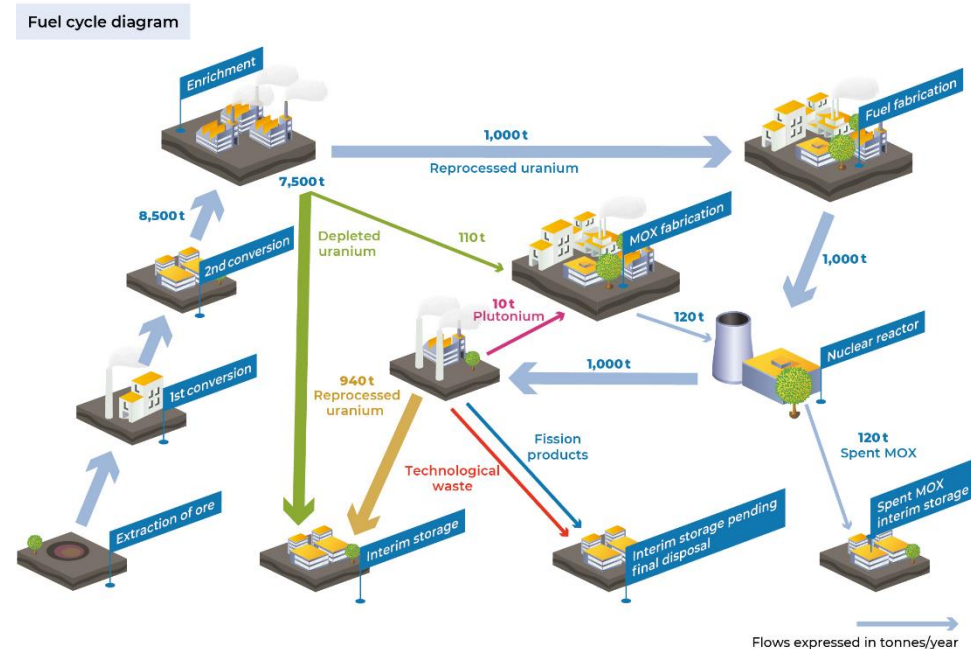 Fuel cycle diagram
Enrichment
Fuel fabrication
1,000 t
Reprocessed uranium
7,500 t
8,500 t
2nd conversion
Depleted
uranium
110 t
MOX fabrication
1,000 t
10 t
Plutonium
120 t
Nuclear reactor
1st conversion
940 t
Reprocessed
uranium
1,000 t
Fission
products
Technological
waste
120 t
Spent MOX
Extraction of ore
Interim storage
Interim storage pending
final disposal
Spent MOX
interim storage
Flows expressed in tonnes/year